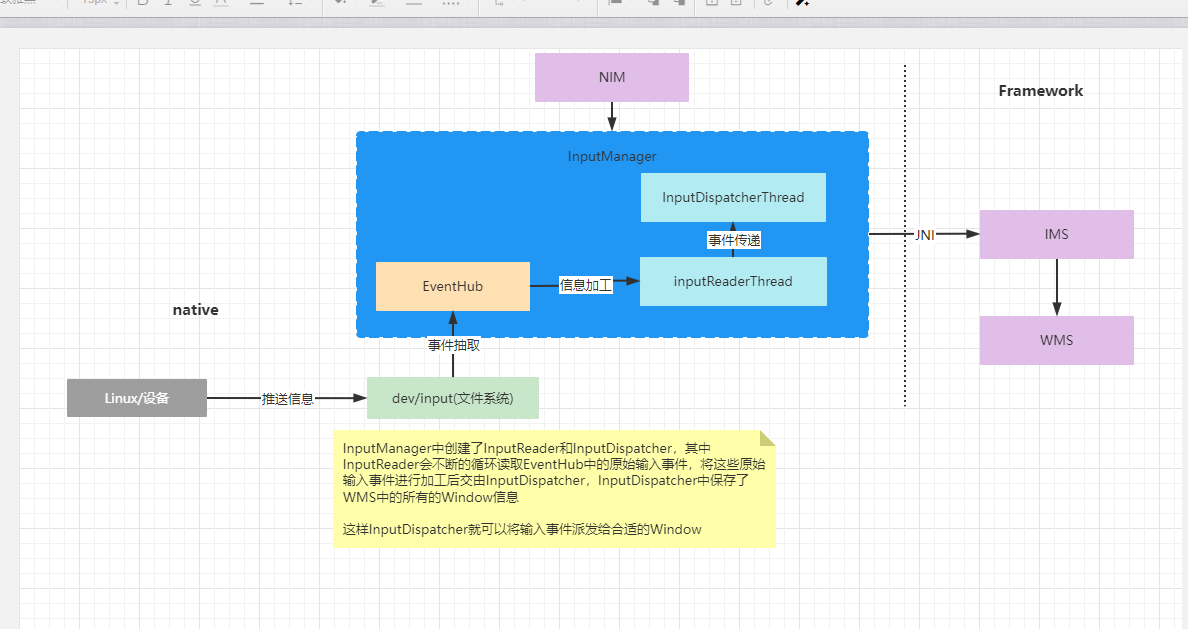 15px
NIM
Framework
InputManager
InputDispatcherThread
事件传递
JNI
IMS
EventHub
信息加工
inputReaderThread
native
事件抽取
WMS
Linux/设备
推送信息
dev/input(文件系统)
InputManager中创建了InputReader和InputDispatcher，其中
InputReader会不断的循环读取EventHub中的原始输入事件，将这些原始
输入事件进行加工后交由InputDispatcher，InputDispatcher中保存了
WMS中的所有的Window信息
这样InputDispatcher就可以将输入事件派发给合适的Window